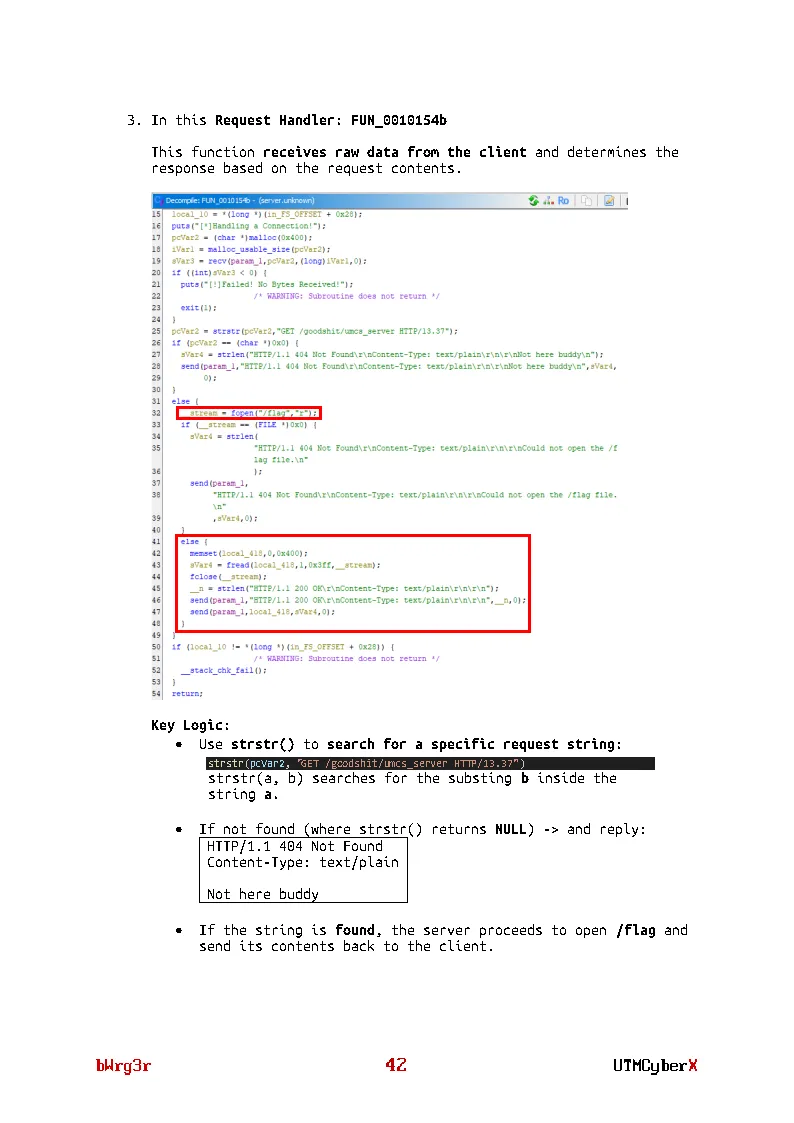 3. In this Request Handler: FUN_0010154b
This function receives raw data from the client and determines the
response based on the request contents.
Decompile: FUN_0010154b - (server.unknown)
Ro
15 local_10 = *(long *)(in_FS_OFFSET + 0x28);
16 puts("[*]Handling a Connection!");
17 pcVar2 = (char *)malloc(0x400);
18 iVar1 = malloc_usable_size(pcVar2);
19 sVar3 = recv(param_1,pcVar2,(long)iVar1,0);
20 if ((int)sVar3 < 0) {
21 puts("[!]Failed! No Bytes Received!");
22 /* WARNING: Subroutine does not return */
23 exit(1);
24 }
25 pcVar2 = strstr(pcVar2,"GET /goodshit/umcs_server HTTP/13.37");
26 if (pcVar2 == (char *)0x0) {
27 sVar4 = strlen("HTTP/1.1 404 Not Found\r\nContent-Type: text/plain\r\n\r\nNot here buddy\n");
28 send(param_1,"HTTP/1.1 404 Not Found\r\nContent-Type: text/plain\r\n\r\nNot here buddy\n",sVar4,
29 0);
30 }
31 else {
32 __stream = fopen("/flag","r");
33 if (__stream == (FILE *)0x0) {
34 sVar4 = strlen(
35 "HTTP/1.1 404 Not Found\r\nContent-Type: text/plain\r\n\r\nCould not open the /f
lag file.\n"
36 );
37 send(param_1,
38 "HTTP/1.1 404 Not Found\r\nContent-Type: text/plain\r\n\r\nCould not open the /flag file.
\n"
39 ,sVar4,0);
40 }
41 else {
42 memset(local_418,0,0x400);
43 sVar4 = fread(local_418,1,0x3ff,__stream);
44 fclose(__stream);
45 __n = strlen("HTTP/1.1 200 OK\r\nContent-Type: text/plain\r\n\r\n");
46 send(param_1,"HTTP/1.1 200 OK\r\nContent-Type: text/plain\r\n\r\n",__n,0);
47 send(param_1,local_418,sVar4,0);
48 }
49 }
50 if (local_10 != *(long *)(in_FS_OFFSET + 0x28)) {
51 /* WARNING: Subroutine does not return */
52 __stack_chk_fail();
53 }
54 return;
Key Logic:
● Use strstr() to search for a specific request string:
strstr(pcVar2, "GET /goodshit/umcs_server HTTP/13.37")
strstr(a, b) searches for the substing b inside the
string a.
● If not found (where strstr() returns NULL) -> and reply:
HTTP/1.1 404 Not Found
Content-Type: text/plain
Not here buddy
● If the string is found, the server proceeds to open /flag and
send its contents back to the client.
bWrg3r 42 UTMCyberX